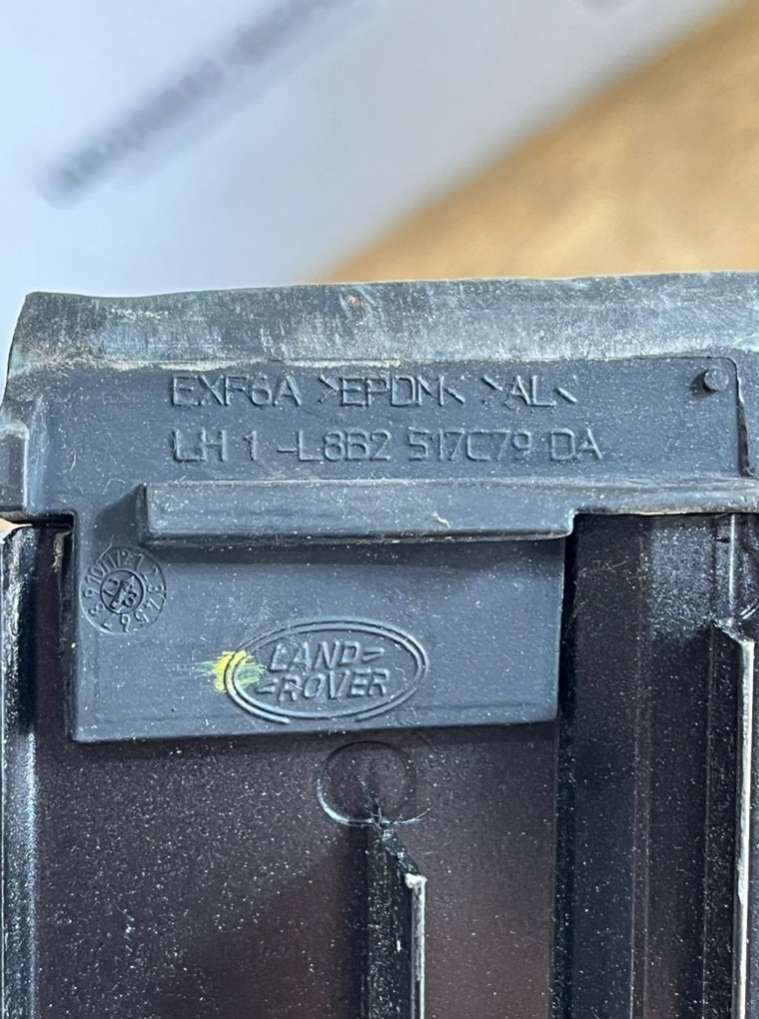 EXF6A >EPDM< >AL<
LH 1 -L8B2 517C79 DA
LAND-
-ROVER